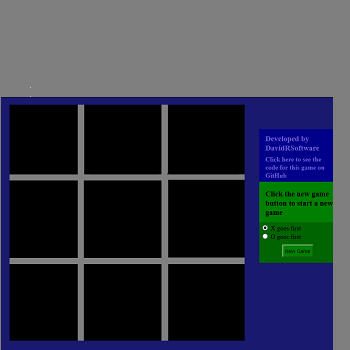 Developed by
DavidRSoftware
Click here to see the
code for this game on
GitHub
Click the new game
button to start a new
game
X goes first
O goes first
New Game